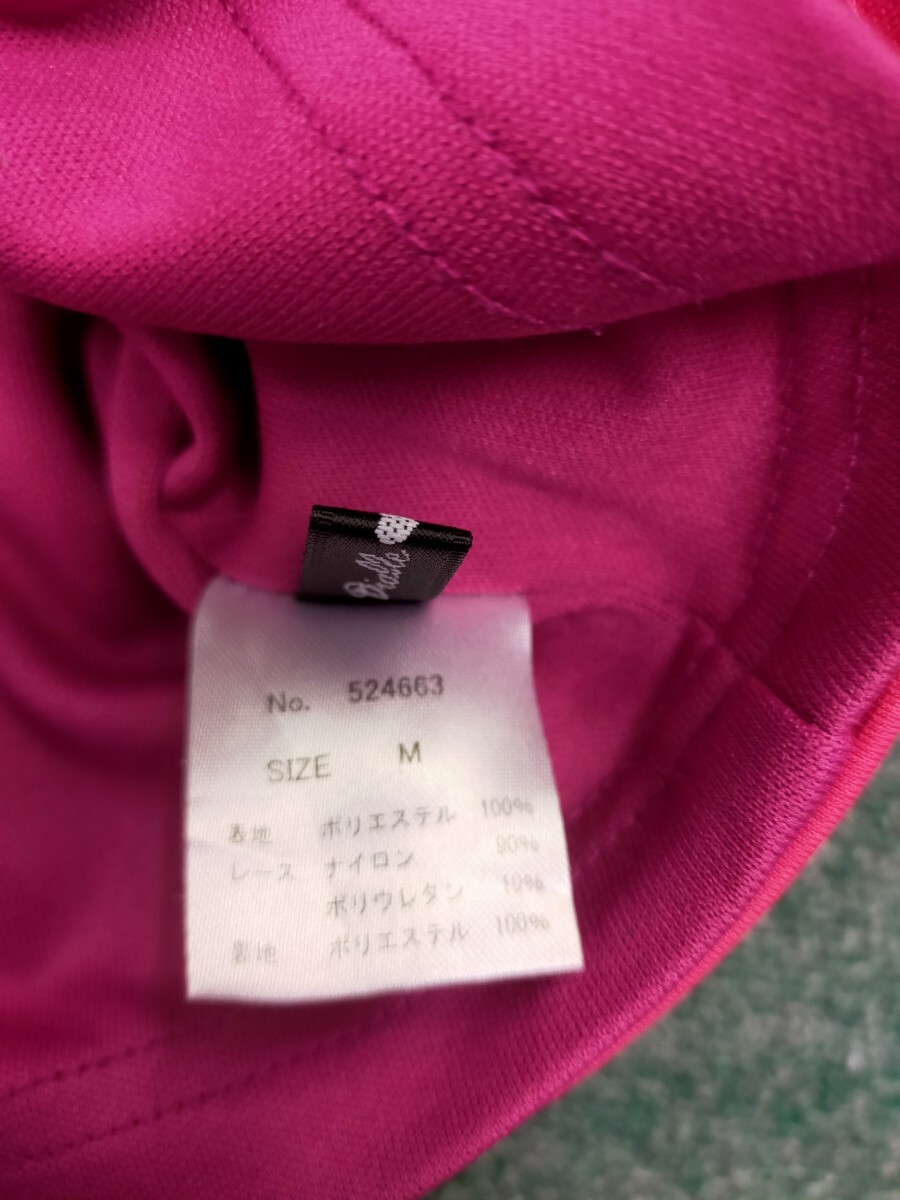 No. 524663
SIZE M
表地 ポリエステル 100%
レース ナイロン 90%
ポリウレタン 10%
表地 ポリエステル 100%